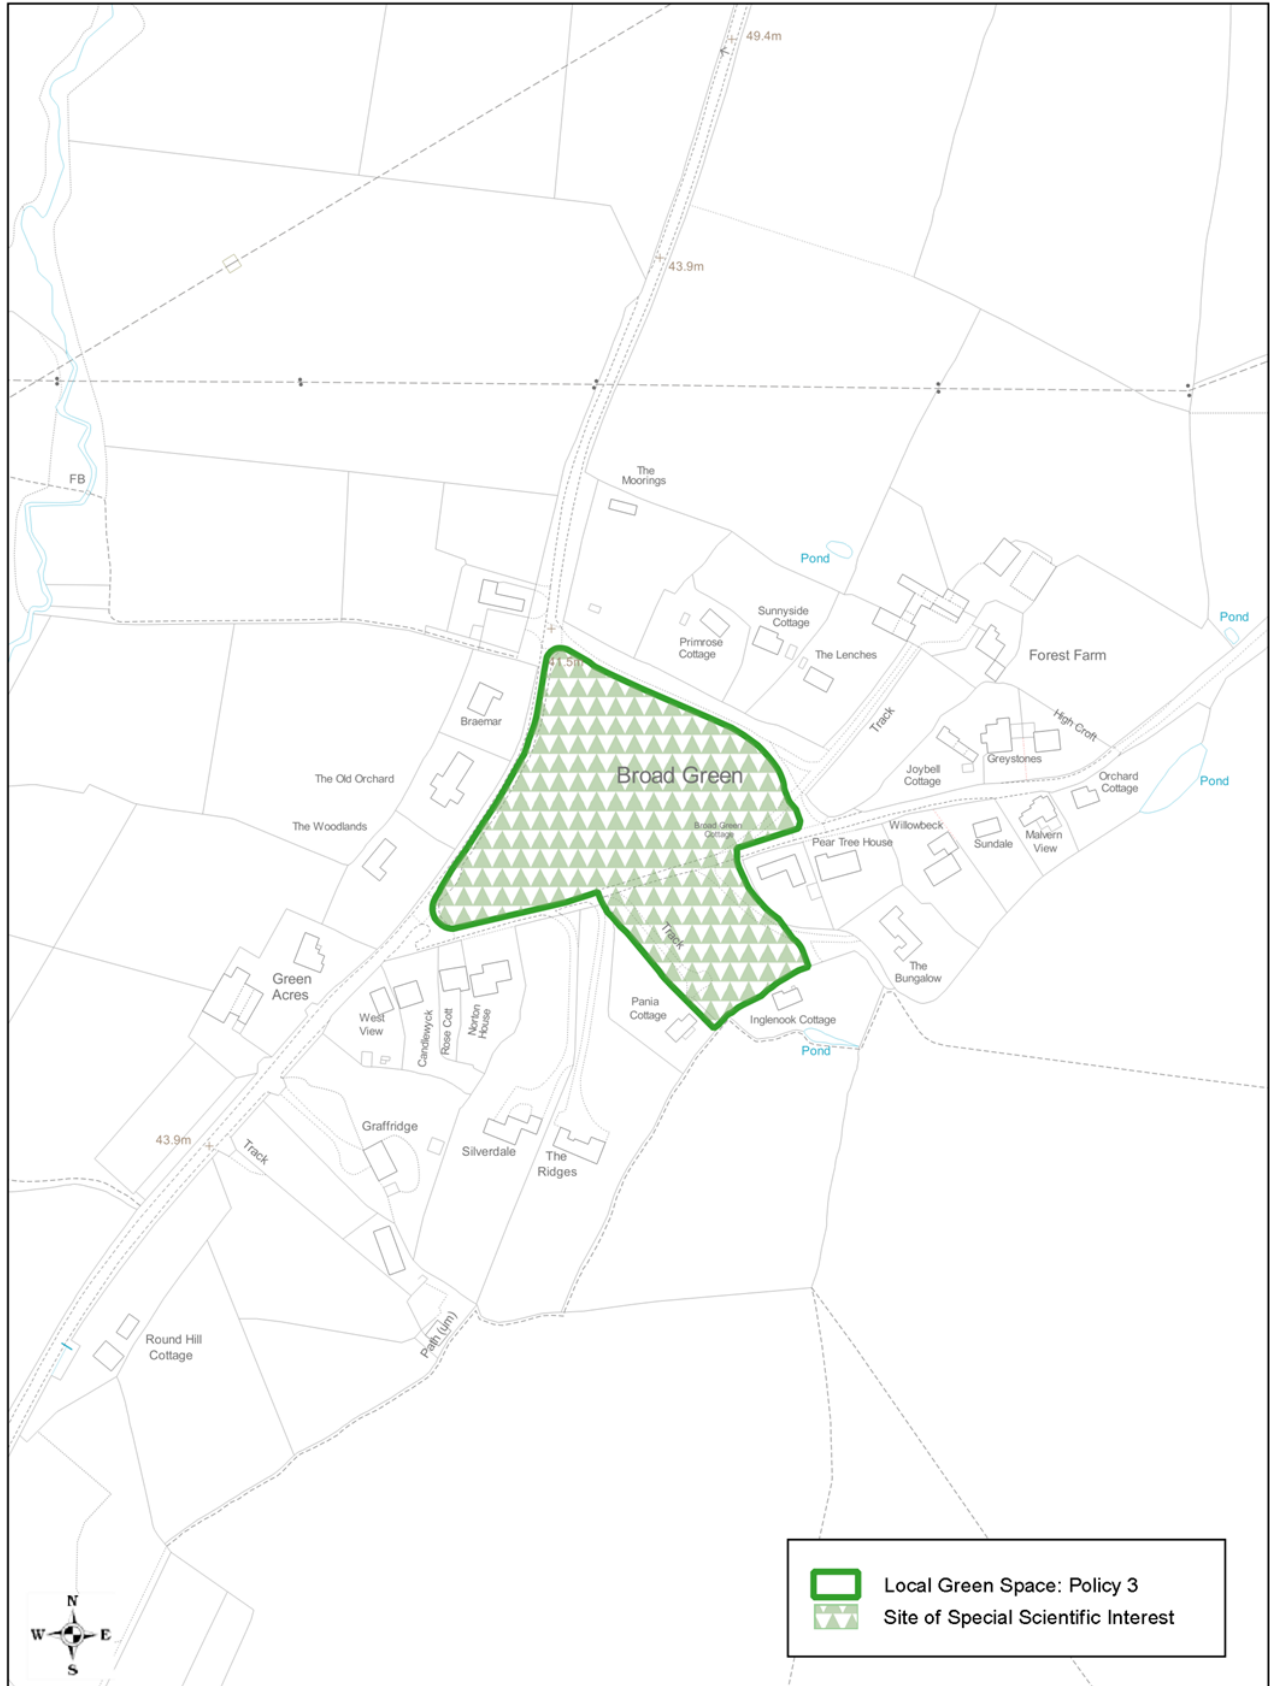 49.4m
43.9m
FB
The
Moorings
Pond
Sunnyside
Cottage
Primrose
Cottage
The Lenches
Pond
Forest Farm
41.5m
Braemar
Track
High Croft
Greystones
Joybell
Cottage
Orchard
Cottage
Pond
The Old Orchard
Broad Green
The Woodlands
Broad Green
Cottage
Willowbeck
Pear Tree House
Sundale
Malvern
View
Track
Green
Acres
The
Bungalow
West
View
Candlewyck
Rose Cott
Norton
House
Pania
Cottage
Inglenook Cottage
Pond
43.9m
Track
Graffridge
Silverdale
The
Ridges
Path (um)
Round Hill
Cottage
Local Green Space: Policy 3
Site of Special Scientific Interest
N
W E
S